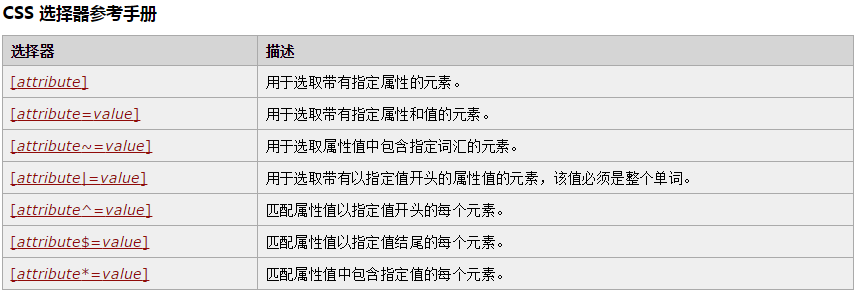 CSS 选择器参考手册
选择器 描述
[attribute] 用于选取带有指定属性的元素。
[attribute=value] 用于选取带有指定属性和值的元素。
[attribute~=value] 用于选取属性值中包含指定词汇的元素。
[attribute|=value] 用于选取带有以指定值开头的属性值的元素，该值必须是整个单词。
[attribute^=value] 匹配属性值以指定值开头的每个元素。
[attribute$=value] 匹配属性值以指定值结尾的每个元素。
[attribute*=value] 匹配属性值中包含指定值的每个元素。